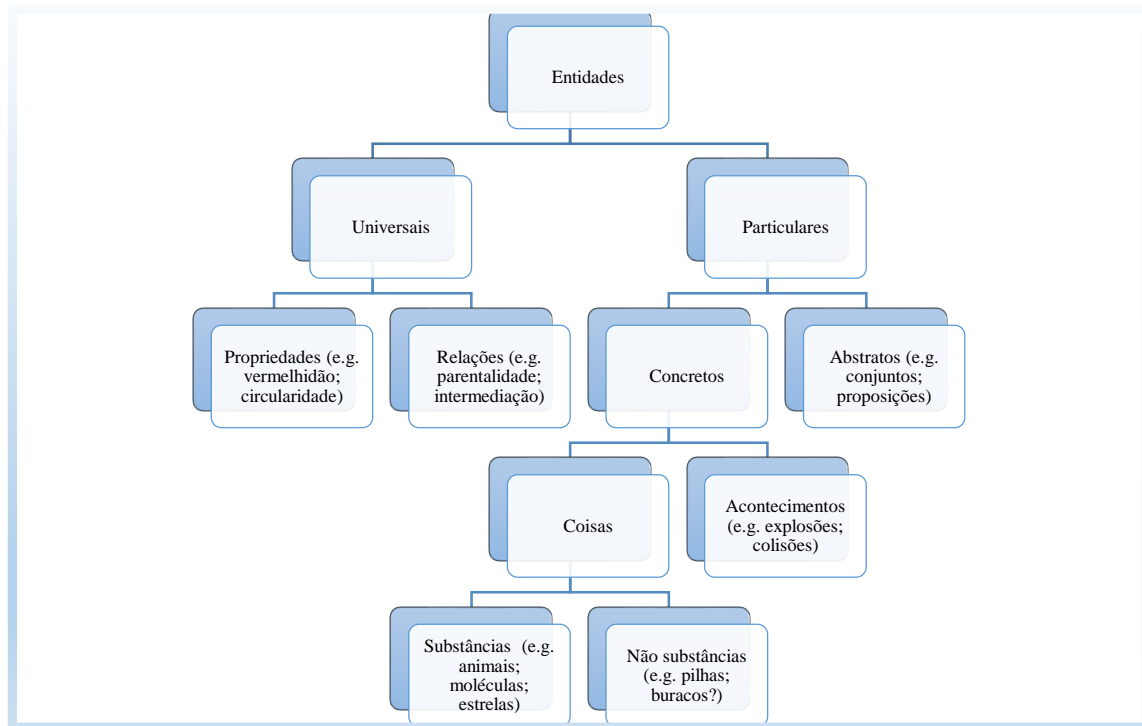 Entidades
Universais
Particulares
Propriedades (e.g.
vermelhidão;
circularidade)
Relações (e.g.
parentalidade;
intermediação)
Concretos
Abstratos (e.g.
conjuntos;
proposições)
Coisas
Acontecimentos
(e.g. explosões;
colisões)
Substâncias (e.g.
animais;
moléculas;
estrelas)
Não substâncias
(e.g. pilhas;
buracos?)